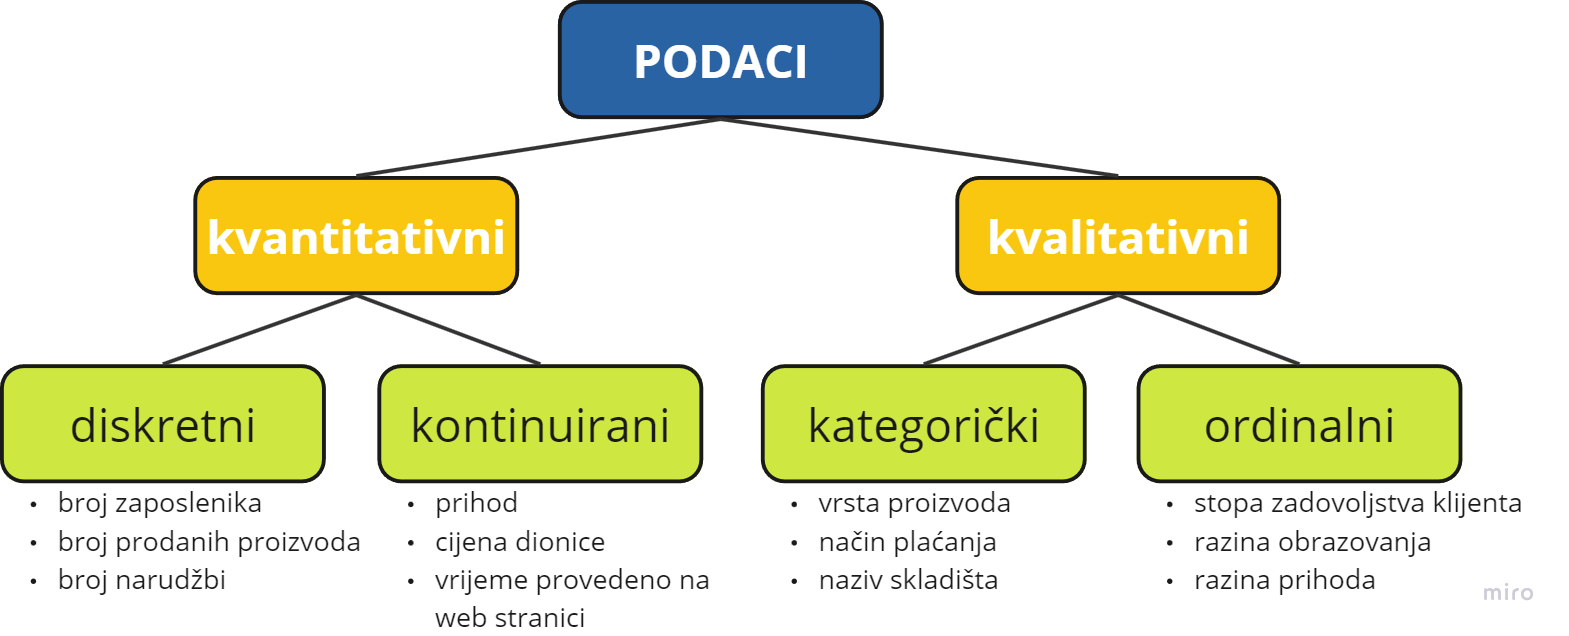 PODACI
kvantitativni
kvalitativni
diskretni
kontinuirani
kategorički
ordinalni
• broj zaposlenika
• broj prodanih proizvoda
• broj narudžbi
• prihod
• cijena dionice
• vrijeme provedeno na
web stranici
• vrsta proizvoda
• način plaćanja
• naziv skladišta
• stopa zadovoljstva klijenta
• razina obrazovanja
• razina prihoda
miro